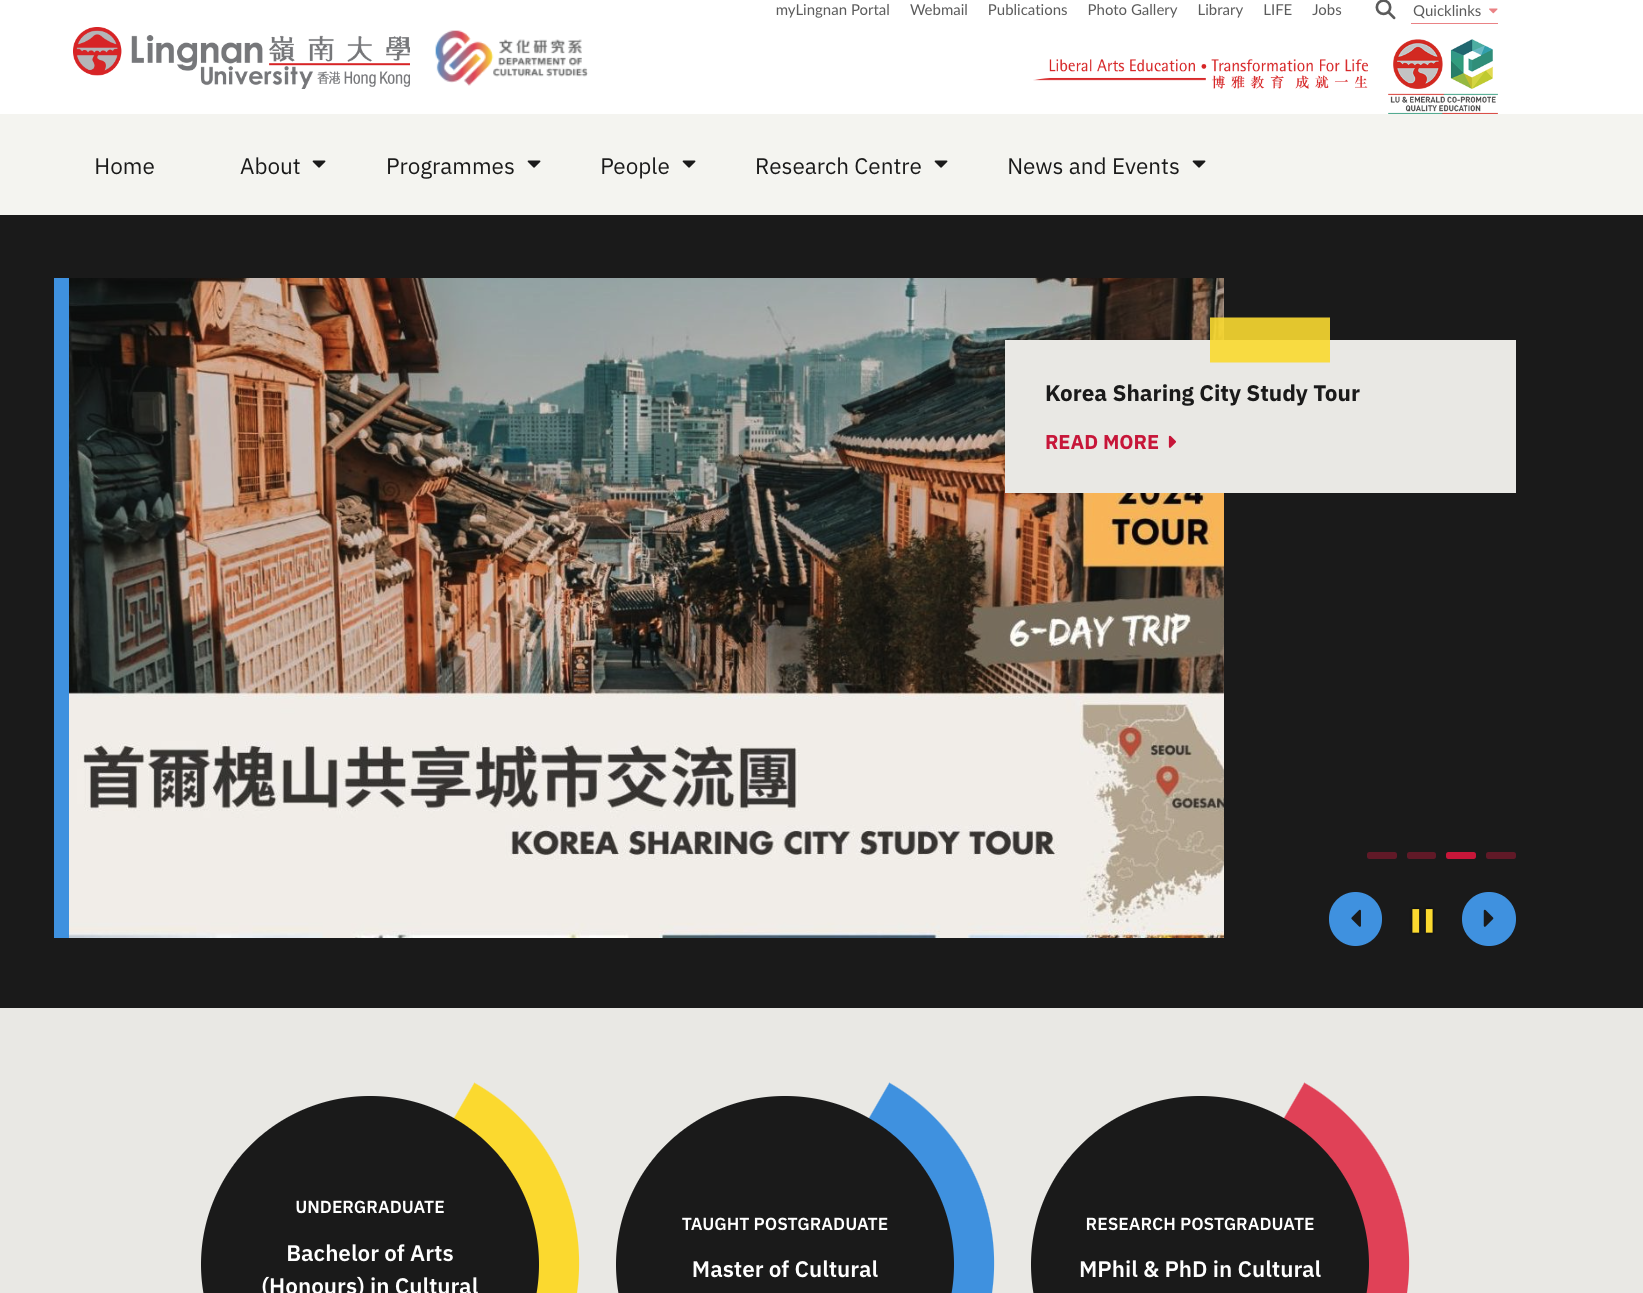 myLingnan Portal Webmail Publications Photo Gallery Library LIFE Jobs Quicklinks
Lingnan 嶺南大學
University 香港 Hong Kong
文化研究系
DEPARTMENT OF
CULTURAL STUDIES
Liberal Arts Education • Transformation For Life
博雅教育 成就一生
LU & EMERALD CO-PROMOTE
QUALITY EDUCATION
Home About Programmes People Research Centre News and Events
Korea Sharing City Study Tour
READ MORE
2024
TOUR
6-DAY TRIP
首爾槐山共享城市交流團
KOREA SHARING CITY STUDY TOUR
SEOUL
GOESAN
UNDERGRADUATE
Bachelor of Arts
(Honours) in Cultural
TAUGHT POSTGRADUATE
Master of Cultural
RESEARCH POSTGRADUATE
MPhil & PhD in Cultural